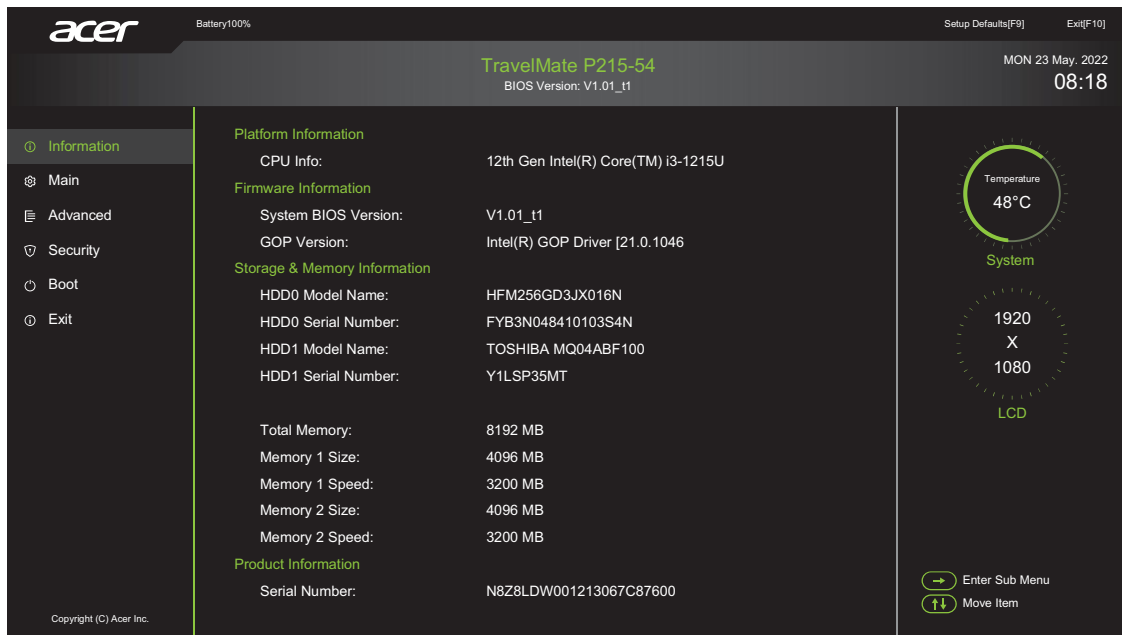 acer
Battery100%
Setup Defaults[F9] Exit[F10]
TravelMate P215-54
BIOS Version: V1.01_t1
MON 23 May. 2022
08:18
Information
Main
Advanced
Security
Boot
Exit
Platform Information
CPU Info: 12th Gen Intel(R) Core(TM) i3-1215U
Firmware Information
System BIOS Version: V1.01_t1
GOP Version: Intel(R) GOP Driver [21.0.1046
Storage & Memory Information
HDD0 Model Name: HFM256GD3JX016N
HDD0 Serial Number: FYB3N048410103S4N
HDD1 Model Name: TOSHIBA MQ04ABF100
HDD1 Serial Number: Y1LSP35MT
Total Memory: 8192 MB
Memory 1 Size: 4096 MB
Memory 1 Speed: 3200 MB
Memory 2 Size: 4096 MB
Memory 2 Speed: 3200 MB
Product Information
Serial Number: N8Z8LDW001213067C87600
Temperature
48°C
System
1920
X
1080
LCD
Enter Sub Menu
Move Item
Copyright (C) Acer Inc.